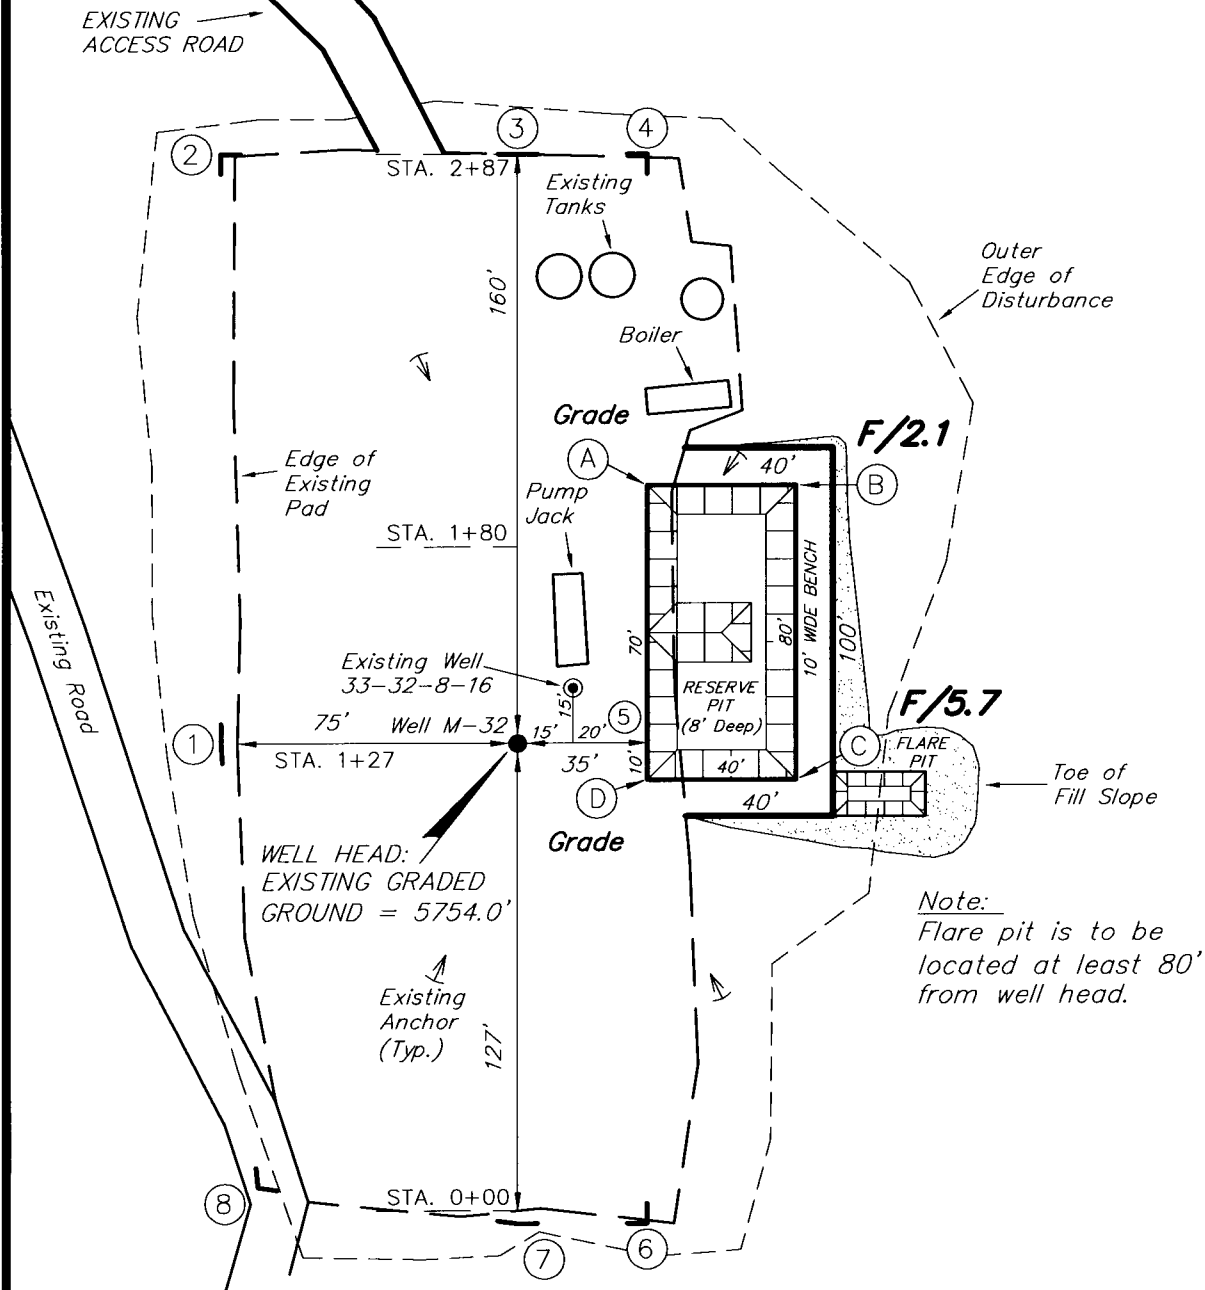 EXISTING
ACCESS ROAD
2
3
4
STA. 2+87
Existing
Tanks
160'
Outer
Edge of
Disturbance
Boiler
Grade
F/2.1
A
40'
B
Edge of
Existing
Pad
Pump
Jack
STA. 1+80
10' WIDE BENCH
100'
70'
80'
Existing Road
Existing Well
33-32-8-16
15'
RESERVE
PIT
(8' Deep)
F/5.7
1
75'
Well M-32
15'
20'
5
STA. 1+27
35'
10'
40'
C
FLARE
PIT
D
40'
Toe of
Fill Slope
Grade
WELL HEAD:
EXISTING GRADED
GROUND = 5754.0'
Note:
Flare pit is to be
located at least 80'
from well head.
Existing
Anchor
(Typ.)
127'
8
STA. 0+00
7
6